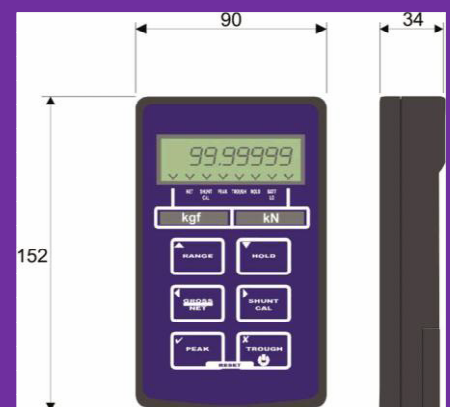 90 34
99.99999
NET SHUNT CAL PEAK TROUGH HOLD BATT LO
kgf kN
152
RANGE HOLD
GROSS NET SHUNT CAL
PEAK TROUGH
RESET